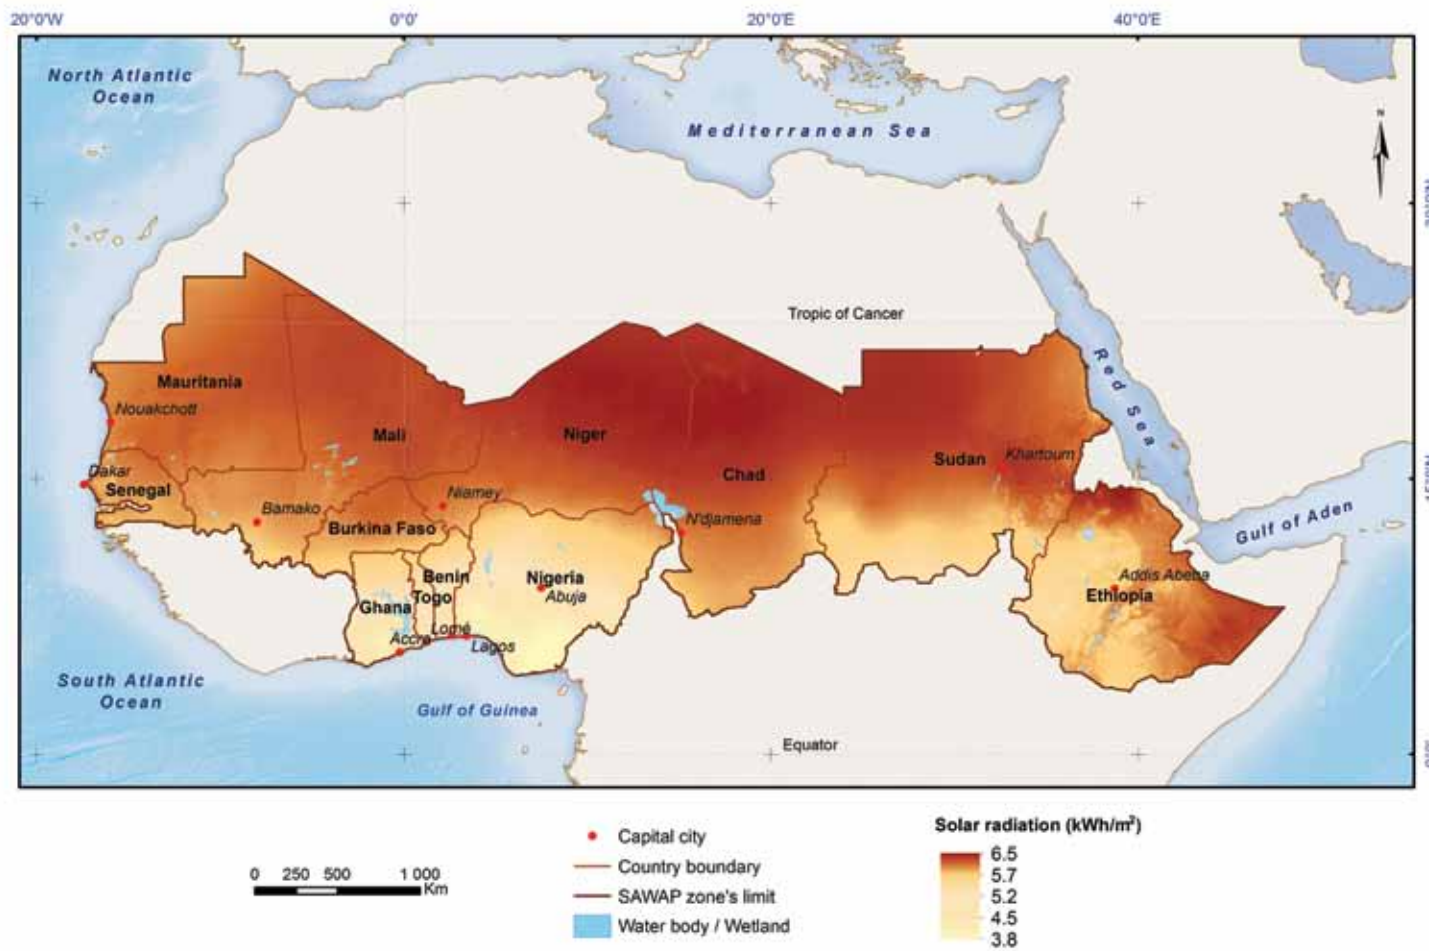 20°0'W 0°0' 20°0'E 40°0'E
North Atlantic
Ocean
Mediterranean Sea
N
Tropic of Cancer
Red Sea
Mauritania
Nouakchott
Mali
Niger
Chad
Sudan
Khartoum
Dakar
Senegal
Bamako
Niamey
Burkina Faso
N'djamena
Gulf of Aden
Benin
Togo
Ghana
Nigeria
Abuja
Addis Abeba
Ethiopia
Accra
Lomé
Lagos
South Atlantic
Ocean
Gulf of Guinea
Equator
Capital city
Country boundary
SAWAP zone's limit
Water body / Wetland
0 250 500 1 000
Km
Solar radiation (kWh/m²)
6.5
5.7
5.2
4.5
3.8